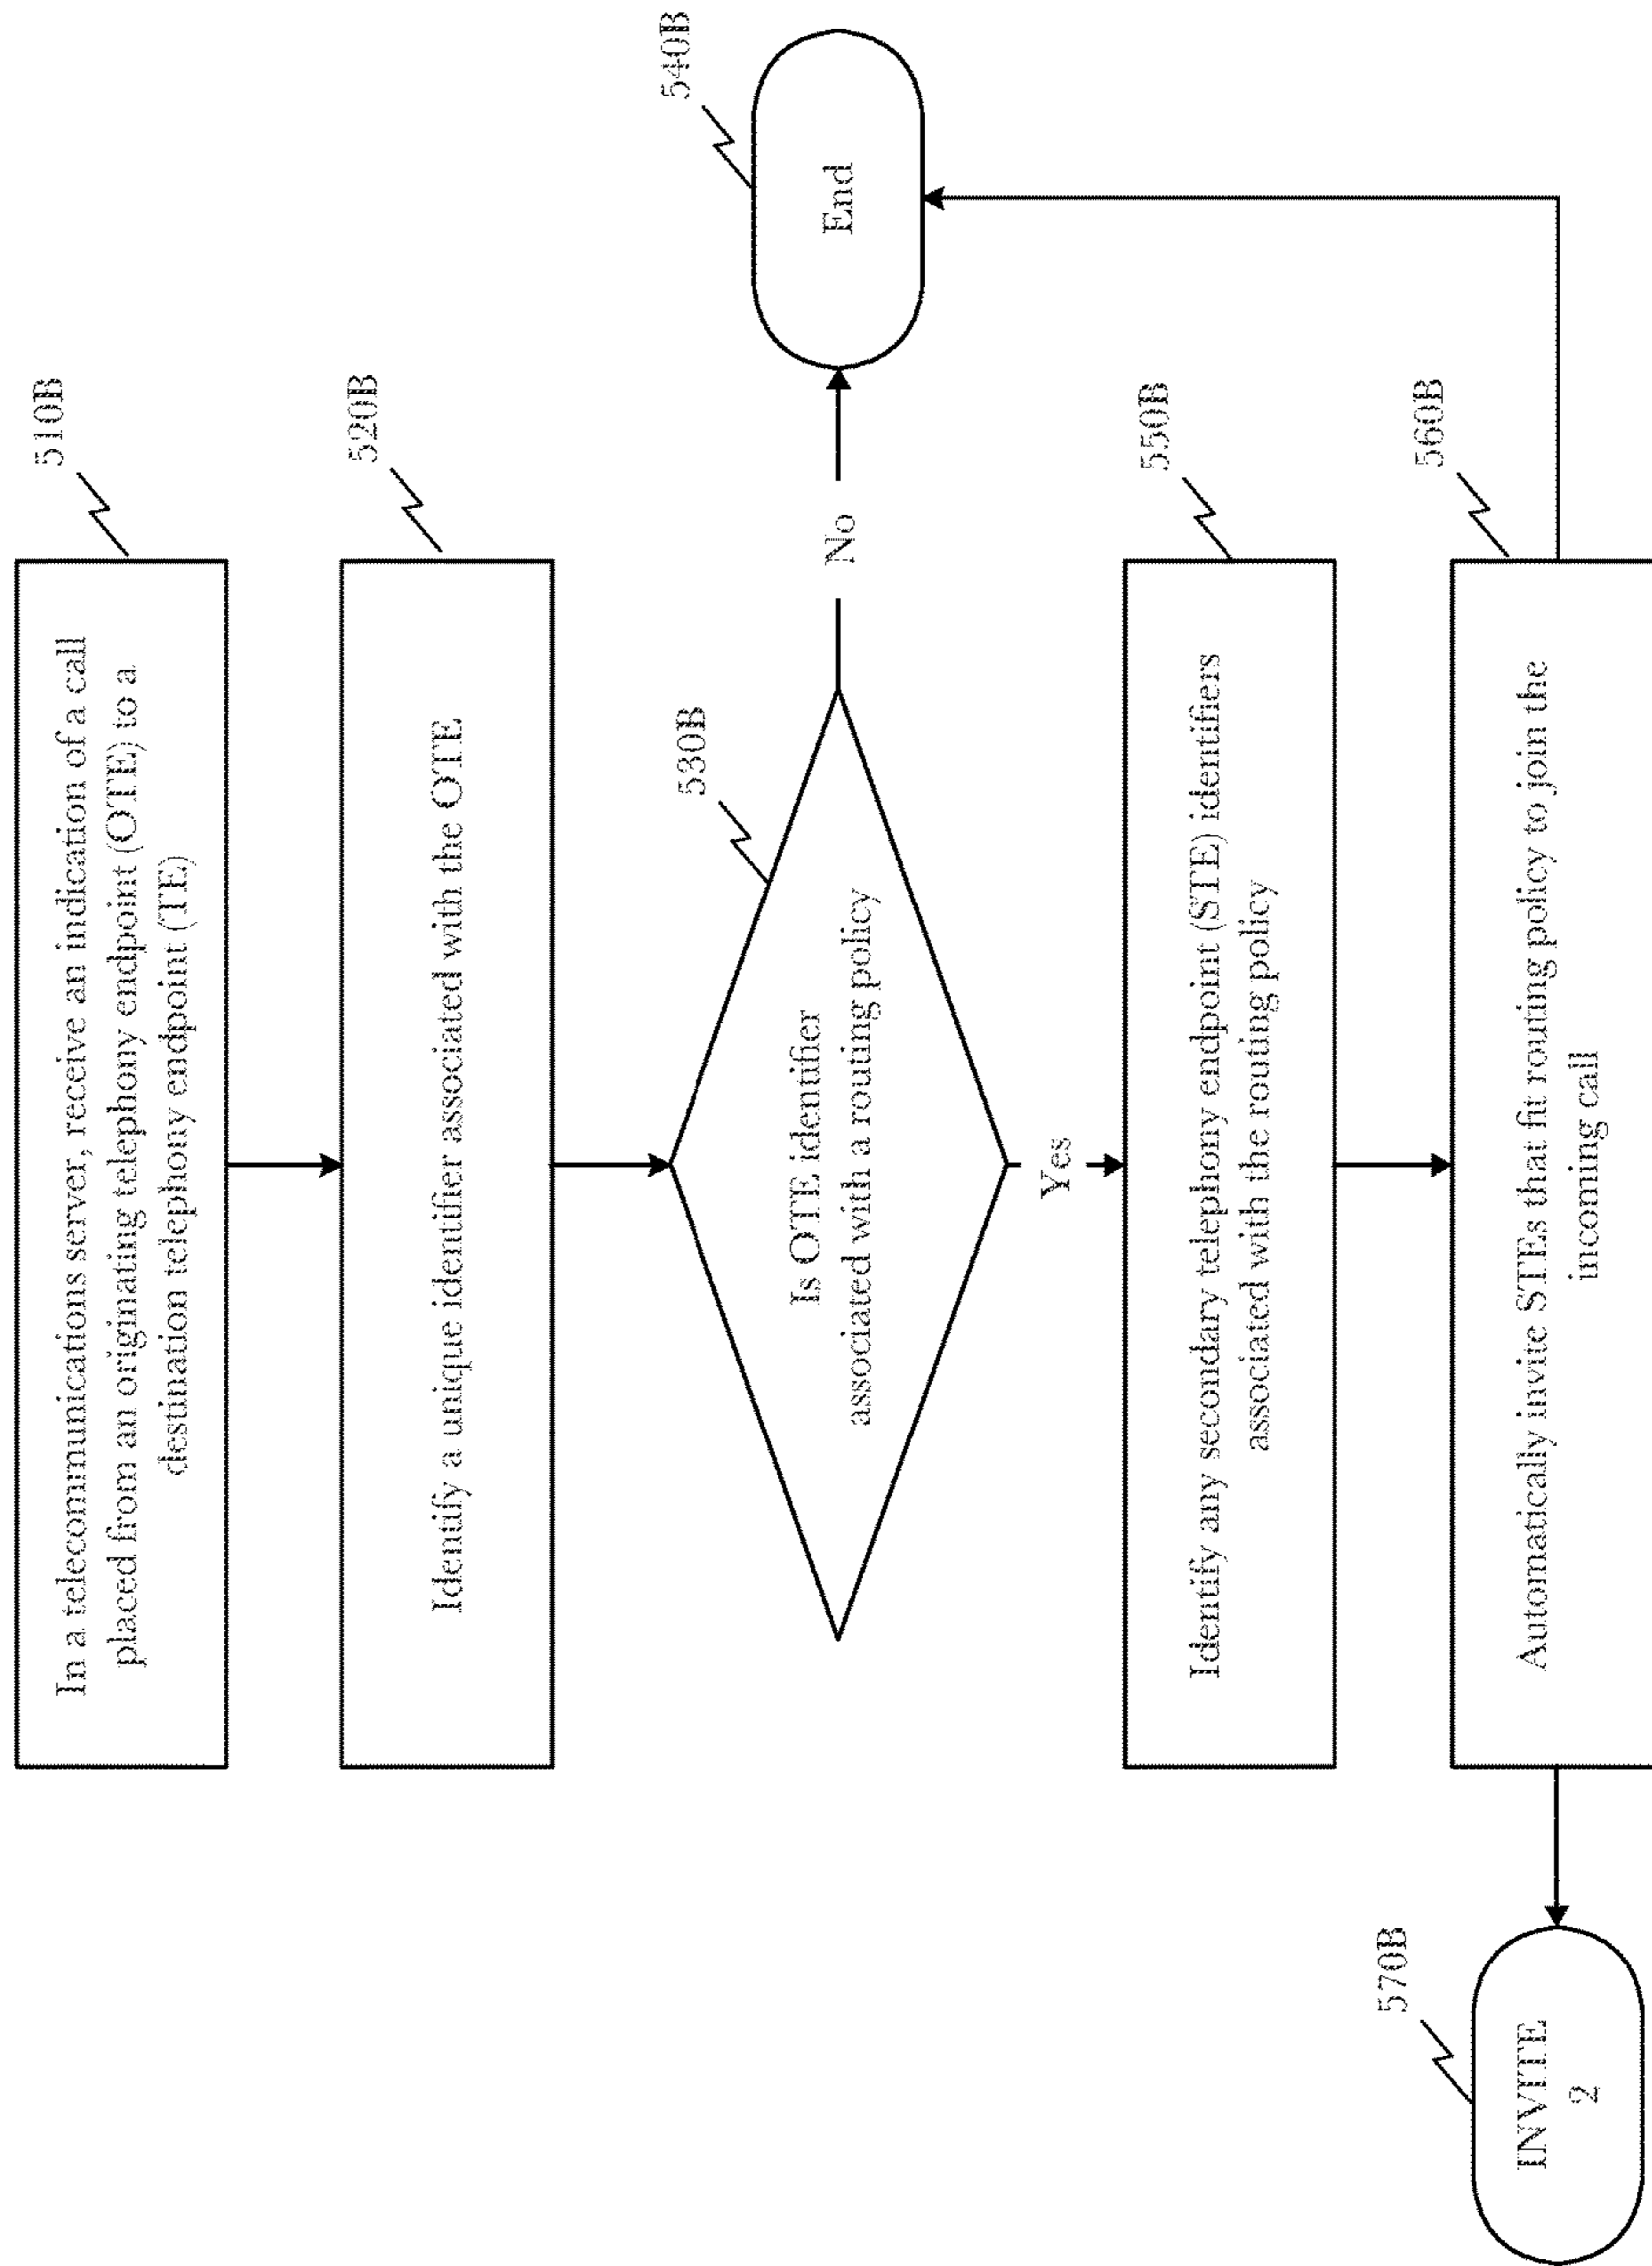 510B
In a telecommunications server, receive an indication of a call
placed from an originating telephony endpoint (OTE) to a
destination telephony endpoint (TE)
520B
Identify a unique identifier associated with the OTE
530B
Is OTE identifier
associated with a routing policy
No
540B
End
Yes
550B
Identify any secondary telephony endpoint (STE) identifiers
associated with the routing policy
560B
Automatically invite STEs that fit routing policy to join the
incoming call
570B
INVITE
2